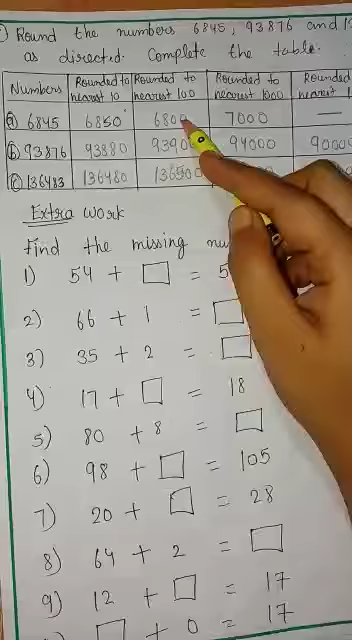 Round the numbers 6845, 93876 and 13
as directed. Complete the table.
Numbers Rounded to nearest 10 Rounded to nearest 100 Rounded to nearest 1000 Rounded nearest 1
a) 6845 6850 6800 7000 —
b) 93876 93880 9390 94000 9000
c) 136483 136480 136500
Extra work
Find the missing nu
1) 54 + □ = 5
2) 66 + 1 = □
3) 35 + 2 = □
4) 17 + □ = 18
5) 80 + 8 = □
6) 98 + □ = 105
7) 20 + □ = 28
8) 64 + 2 = □
9) 12 + □ = 17
□ + 0 = 17